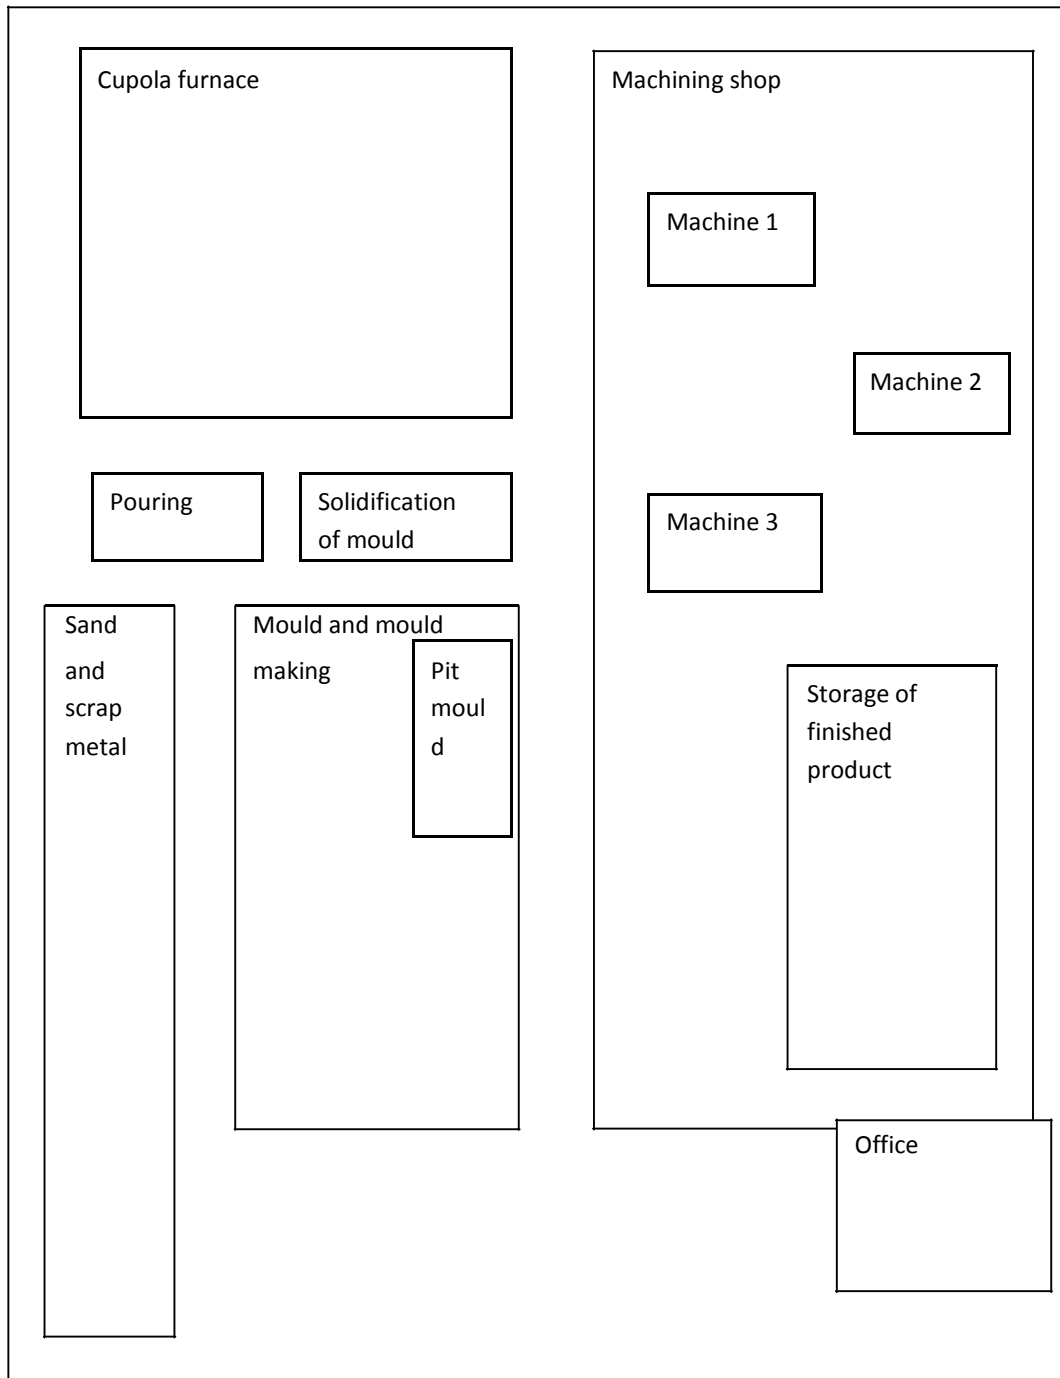 Cupola furnace
Machining shop
Machine 1
Machine 2
Pouring
Solidification
of mould
Machine 3
Sand
and
scrap
metal
Mould and mould
making
Pit
moul
d
Storage of
finished
product
Office